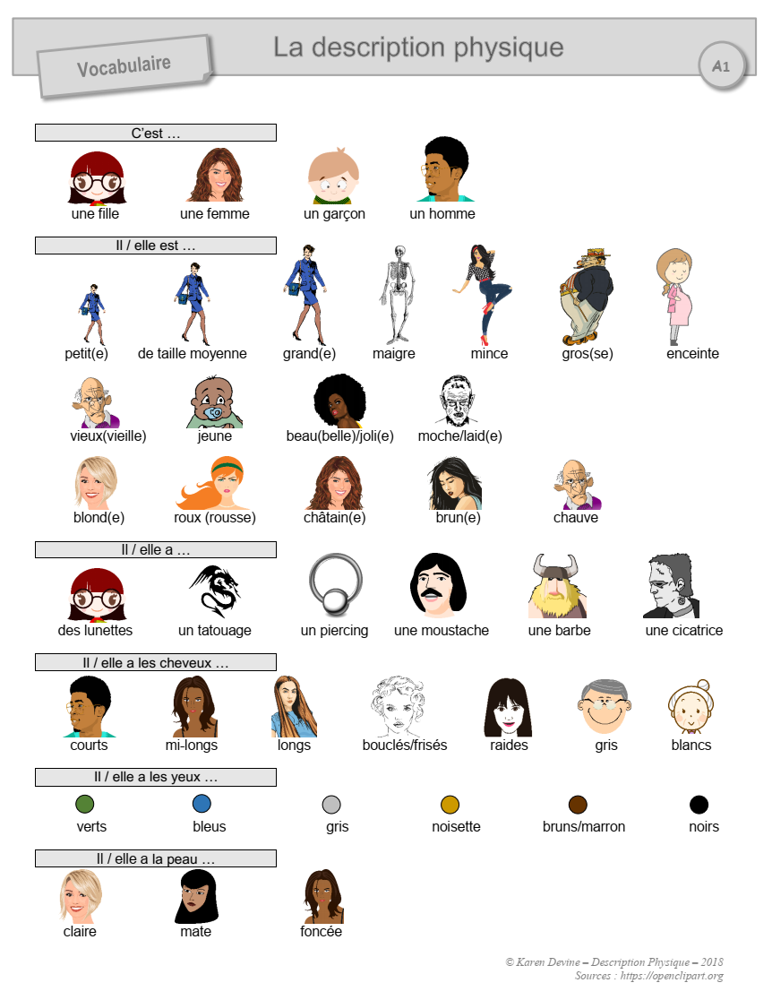 La description physique
Vocabulaire
A1
C'est …
une fille une femme un garçon un homme
Il / elle est …
petit(e) de taille moyenne grand(e) maigre mince gros(se) enceinte
vieux(vieille) jeune beau(belle)/joli(e) moche/laid(e)
blond(e) roux (rousse) châtain(e) brun(e) chauve
Il / elle a …
des lunettes un tatouage un piercing une moustache une barbe une cicatrice
Il / elle a les cheveux …
courts mi-longs longs bouclés/frisés raides gris blancs
Il / elle a les yeux …
verts bleus gris noisette bruns/marron noirs
Il / elle a la peau …
claire mate foncée
© Karen Devine – Description Physique – 2018
Sources : https://openclipart.org